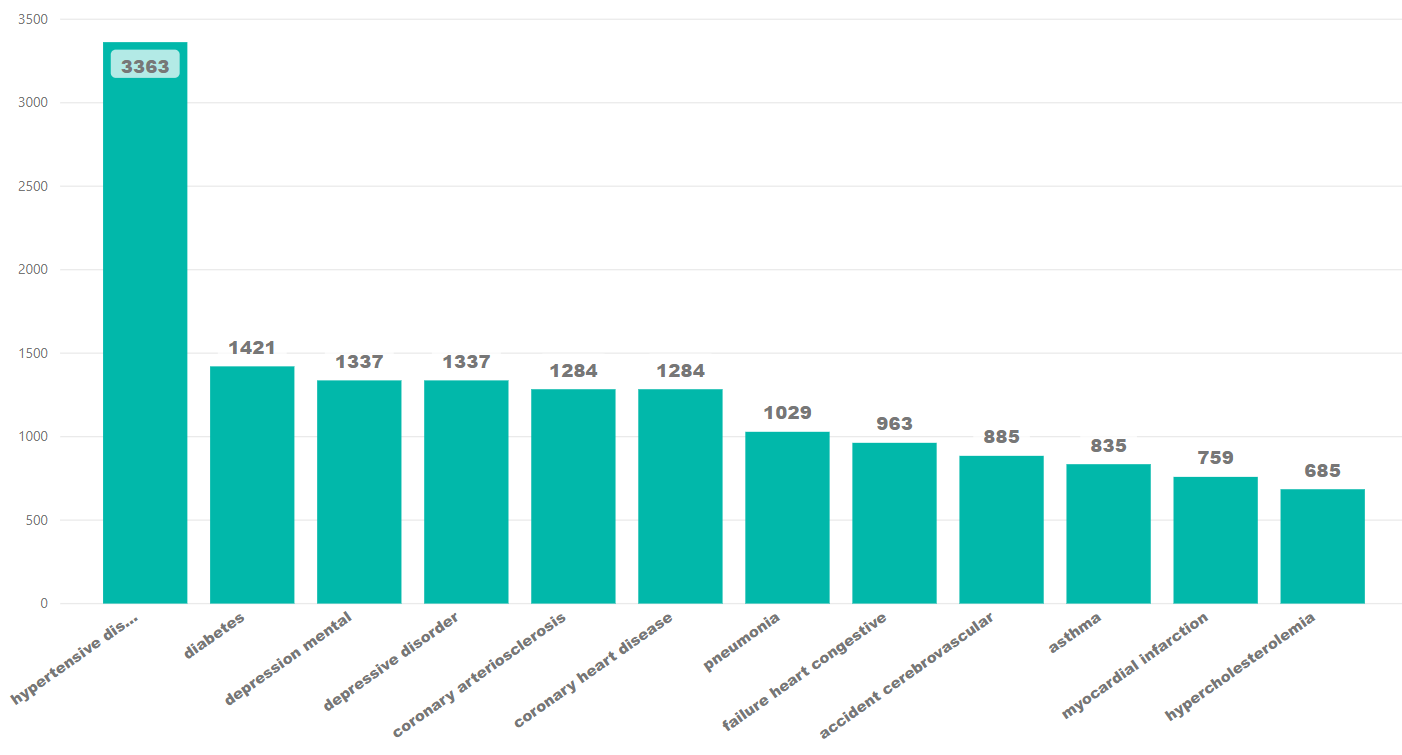 3500
3000
2500
2000
1500
1000
500
0
3363
1421
1337
1337
1284
1284
1029
963
885
835
759
685
hypertensive dis...
diabetes
depression mental
depressive disorder
coronary arteriosclerosis
coronary heart disease
pneumonia
failure heart congestive
accident cerebrovascular
asthma
myocardial infarction
hypercholesterolemia